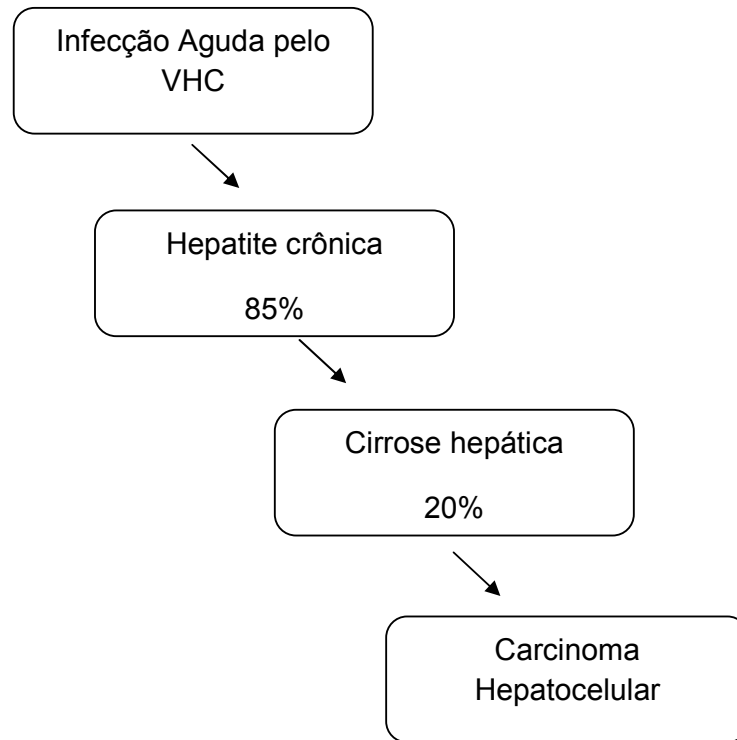 Infecção Aguda pelo
VHC
Hepatite crônica
85%
Cirrose hepática
20%
Carcinoma
Hepatocelular